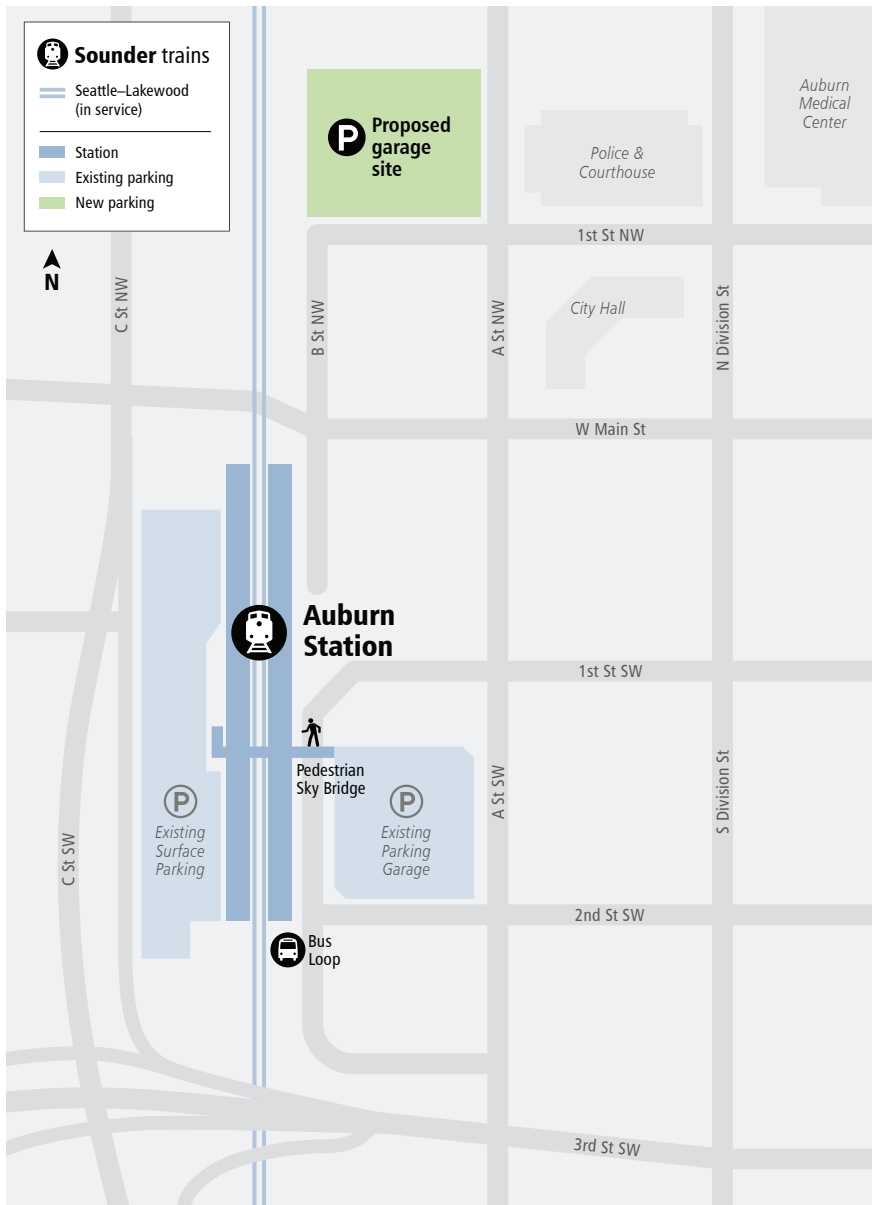 Sounder trains
Seattle–Lakewood
(in service)
Station
Existing parking
New parking
N
P
Proposed
garage
site
Police &
Courthouse
Auburn
Medical
Center
1st St NW
C St NW
B St NW
A St NW
City Hall
N Division St
W Main St
Auburn
Station
1st St SW
Pedestrian
Sky Bridge
A St SW
S Division St
P
Existing
Surface
Parking
P
Existing
Parking
Garage
C St SW
2nd St SW
Bus
Loop
3rd St SW